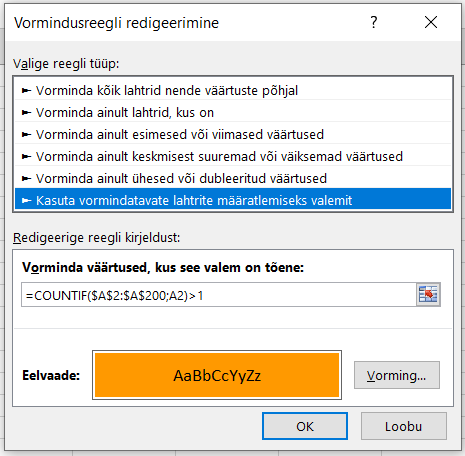 Vormindusreegli redigeerimine
Valige reegli tüüp:
► Vorminda kõik lahtrid nende väärtuste põhjal
► Vorminda ainult lahtrid, kus on
► Vorminda ainult esimesed või viimased väärtused
► Vorminda ainult keskmisest suuremad või väiksemad väärtused
► Vorminda ainult ühesed või dubleeritud väärtused
► Kasuta vormindatavate lahtrite määratlemiseks valemit
Redigeerige reegli kirjeldust:
Vorminda väärtused, kus see valem on tõene:
=COUNTIF($A$2:$A$200;A2)>1
Eelvaade:
AaBbCcYyZz
Vorming...
OK
Loobu